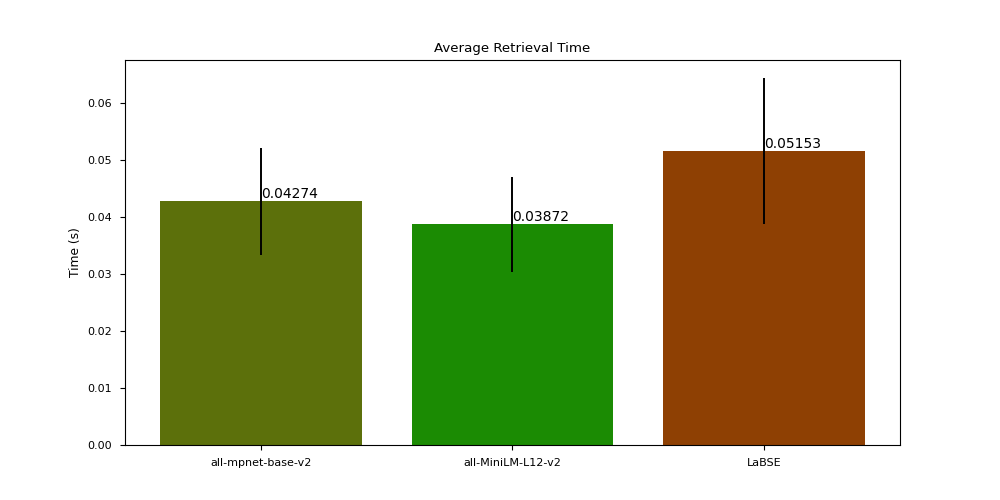 Average Retrieval Time
Time (s)
0.06
0.05
0.04
0.03
0.02
0.01
0.00
0.04274
0.03872
0.05153
all-mpnet-base-v2
all-MiniLM-L12-v2
LaBSE